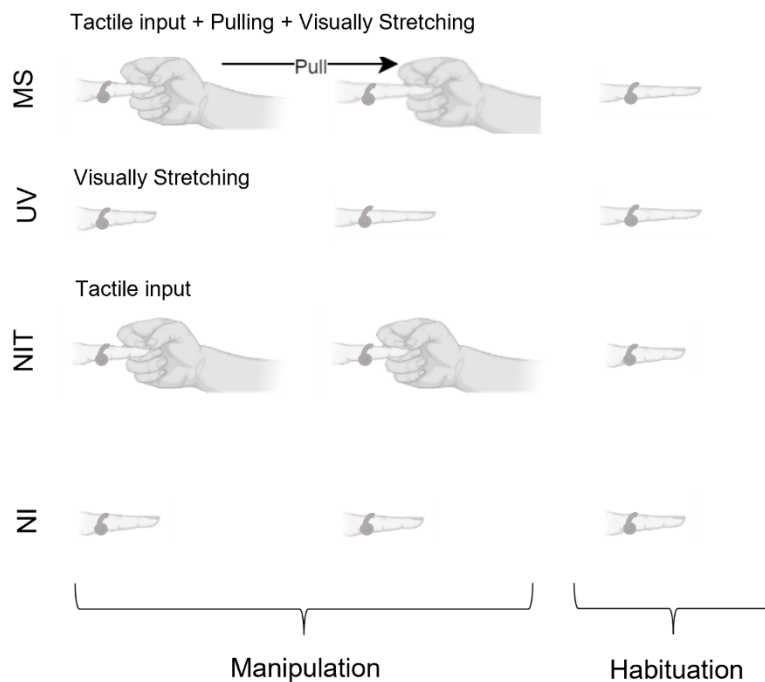 Tactile input + Pulling + Visually Stretching
MS
Pull
UV
Visually Stretching
NIT
Tactile input
NI
Manipulation
Habituation